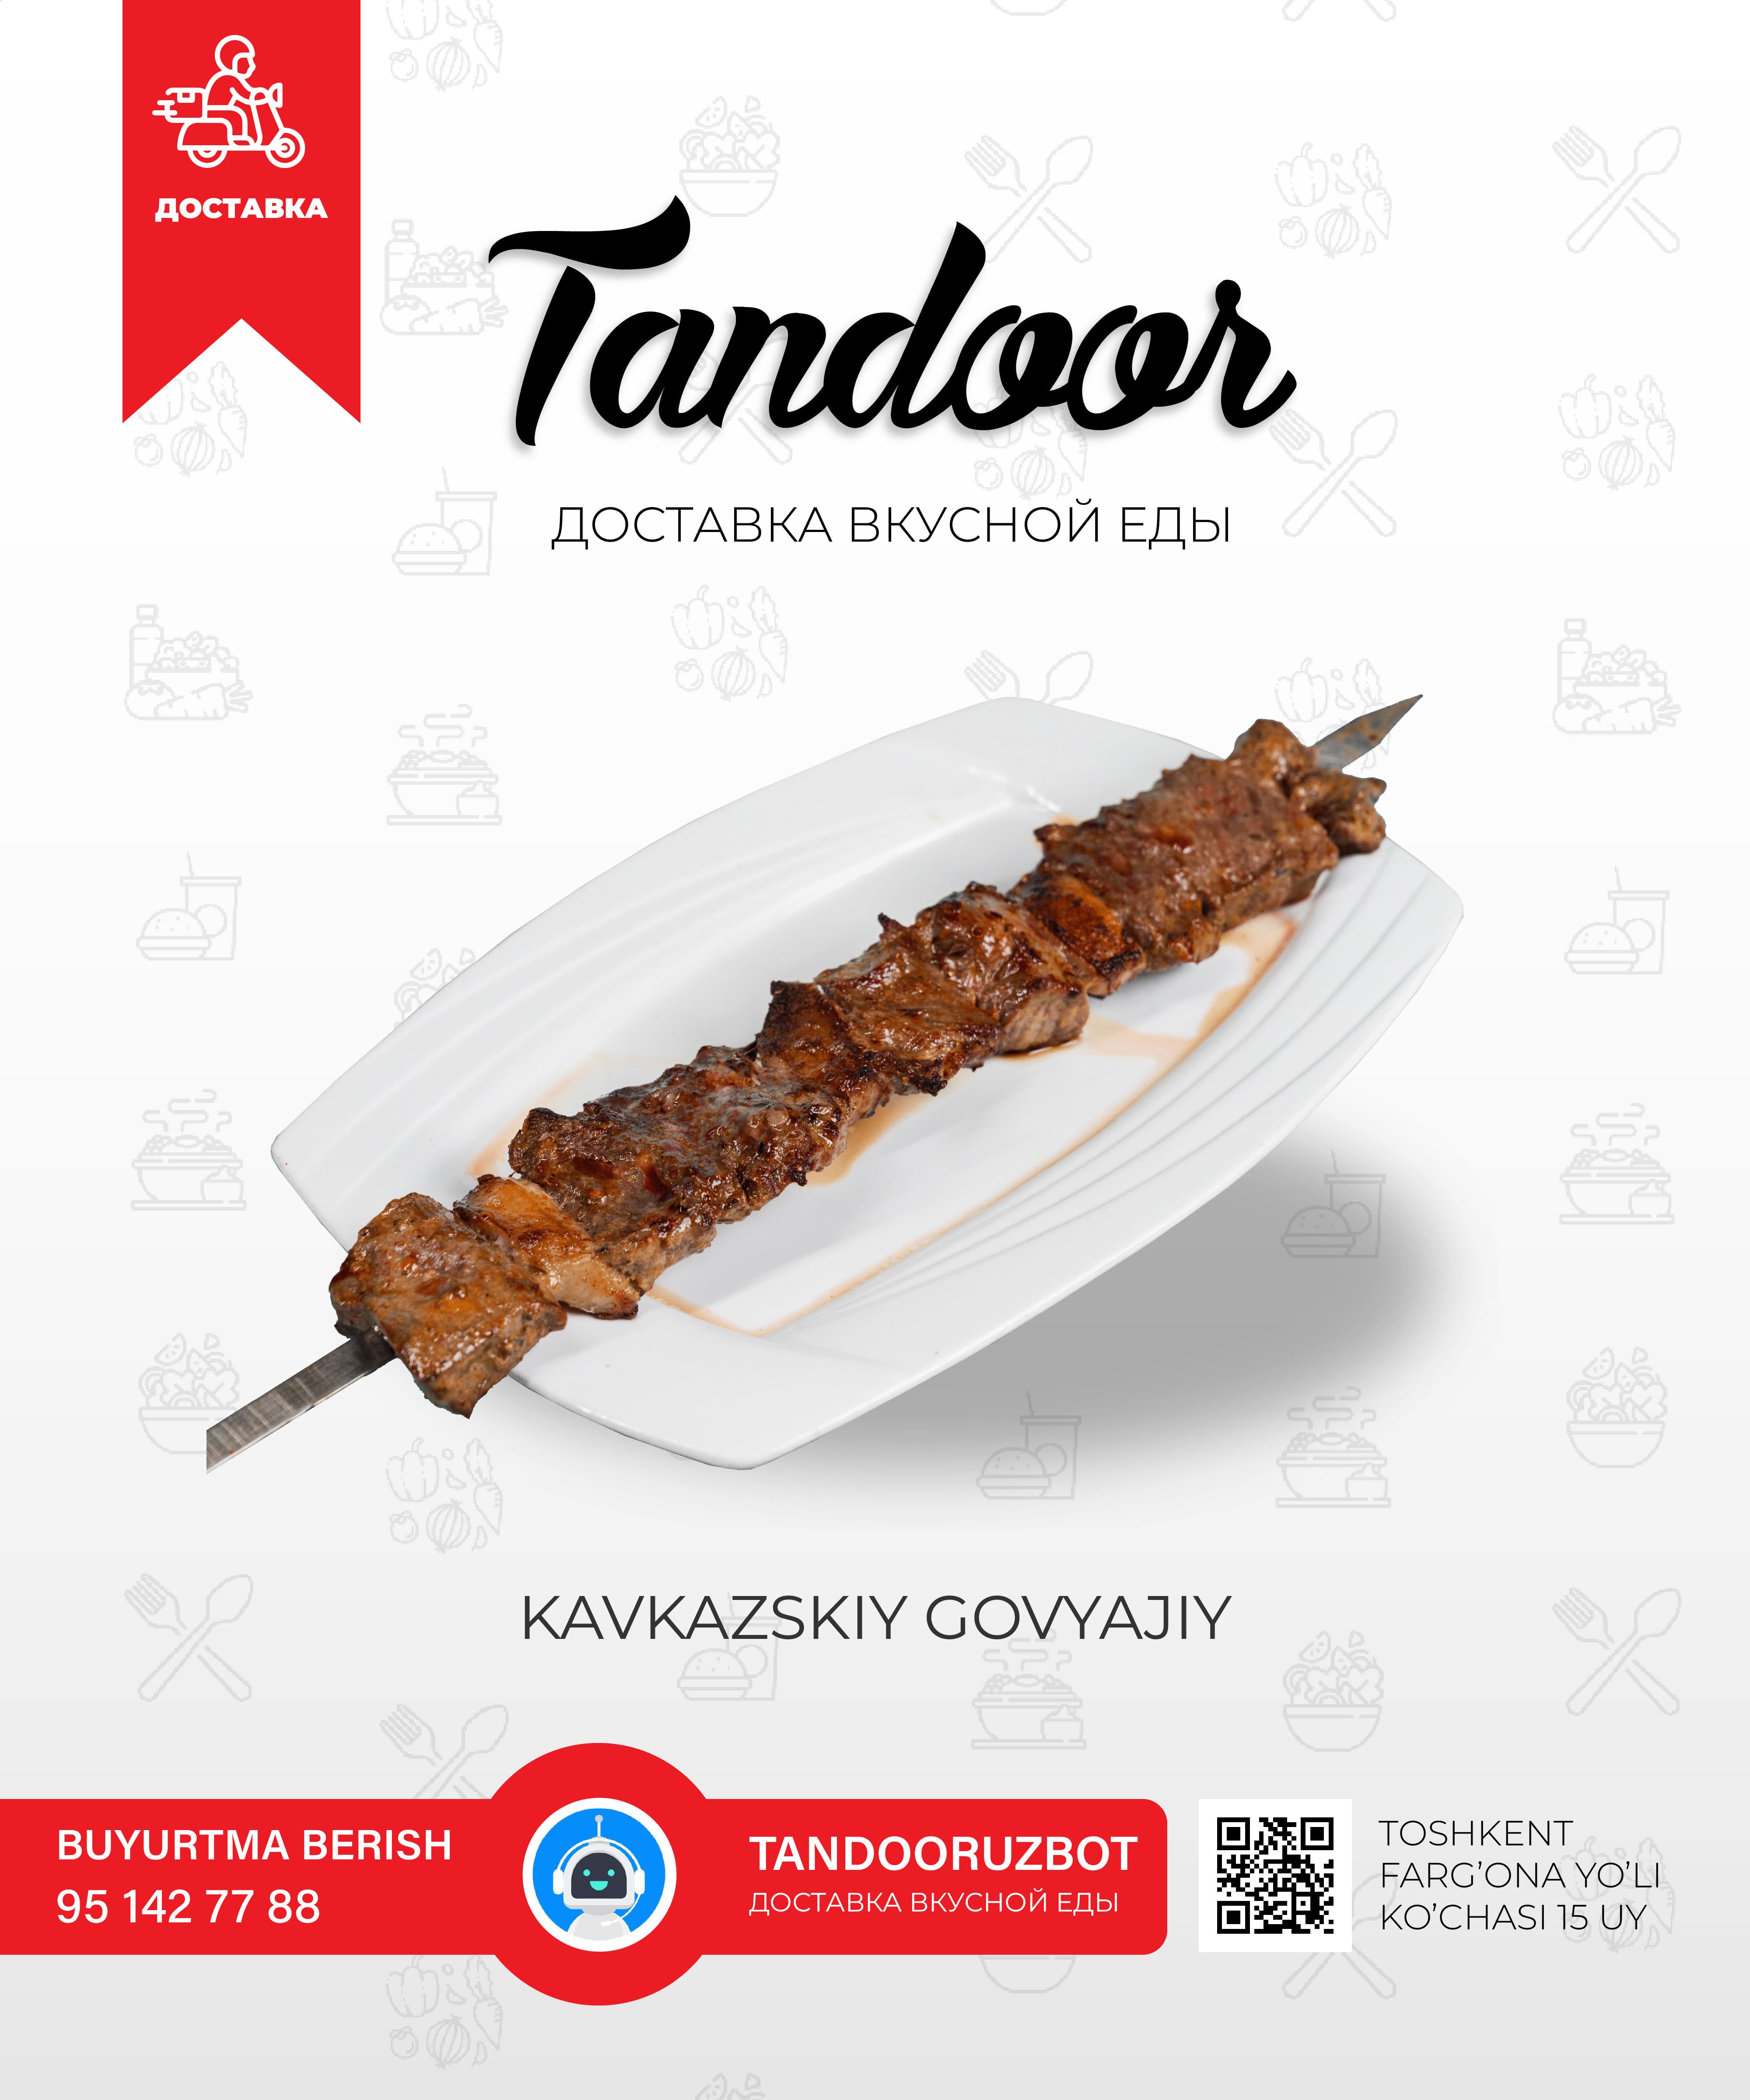 ДОСТАВКА
Tandoor
ДОСТАВКА ВКУСНОЙ ЕДЫ
KAVKAZSKIY GOVYAJIY
BUYURTMA BERISH
95 142 77 88
TANDOORUZBOT
ДОСТАВКА ВКУСНОЙ ЕДЫ
TOSHKENT
FARG’ONA YO’LI
KO’CHASI 15 UY